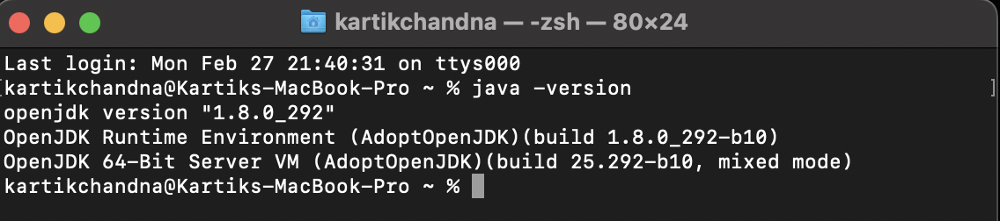 kartikchandna — -zsh — 80×24
Last login: Mon Feb 27 21:40:31 on ttys000
[kartikchandna@Kartiks-MacBook-Pro ~ % java -version ]
openjdk version "1.8.0_292"
OpenJDK Runtime Environment (AdoptOpenJDK)(build 1.8.0_292-b10)
OpenJDK 64-Bit Server VM (AdoptOpenJDK)(build 25.292-b10, mixed mode)
kartikchandna@Kartiks-MacBook-Pro ~ %